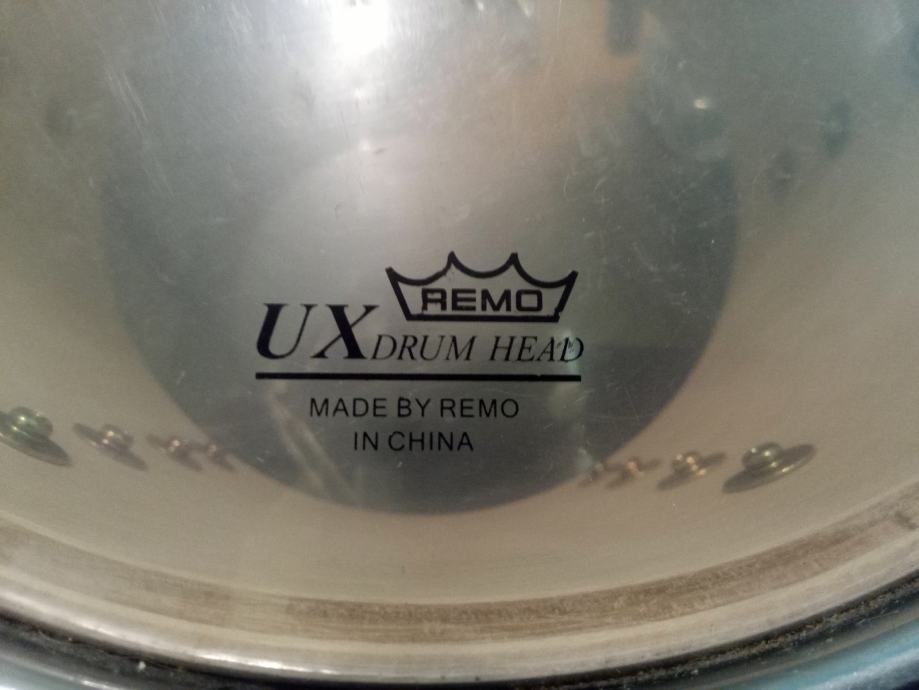 REMO
UX DRUM HEAD
MADE BY REMO
IN CHINA